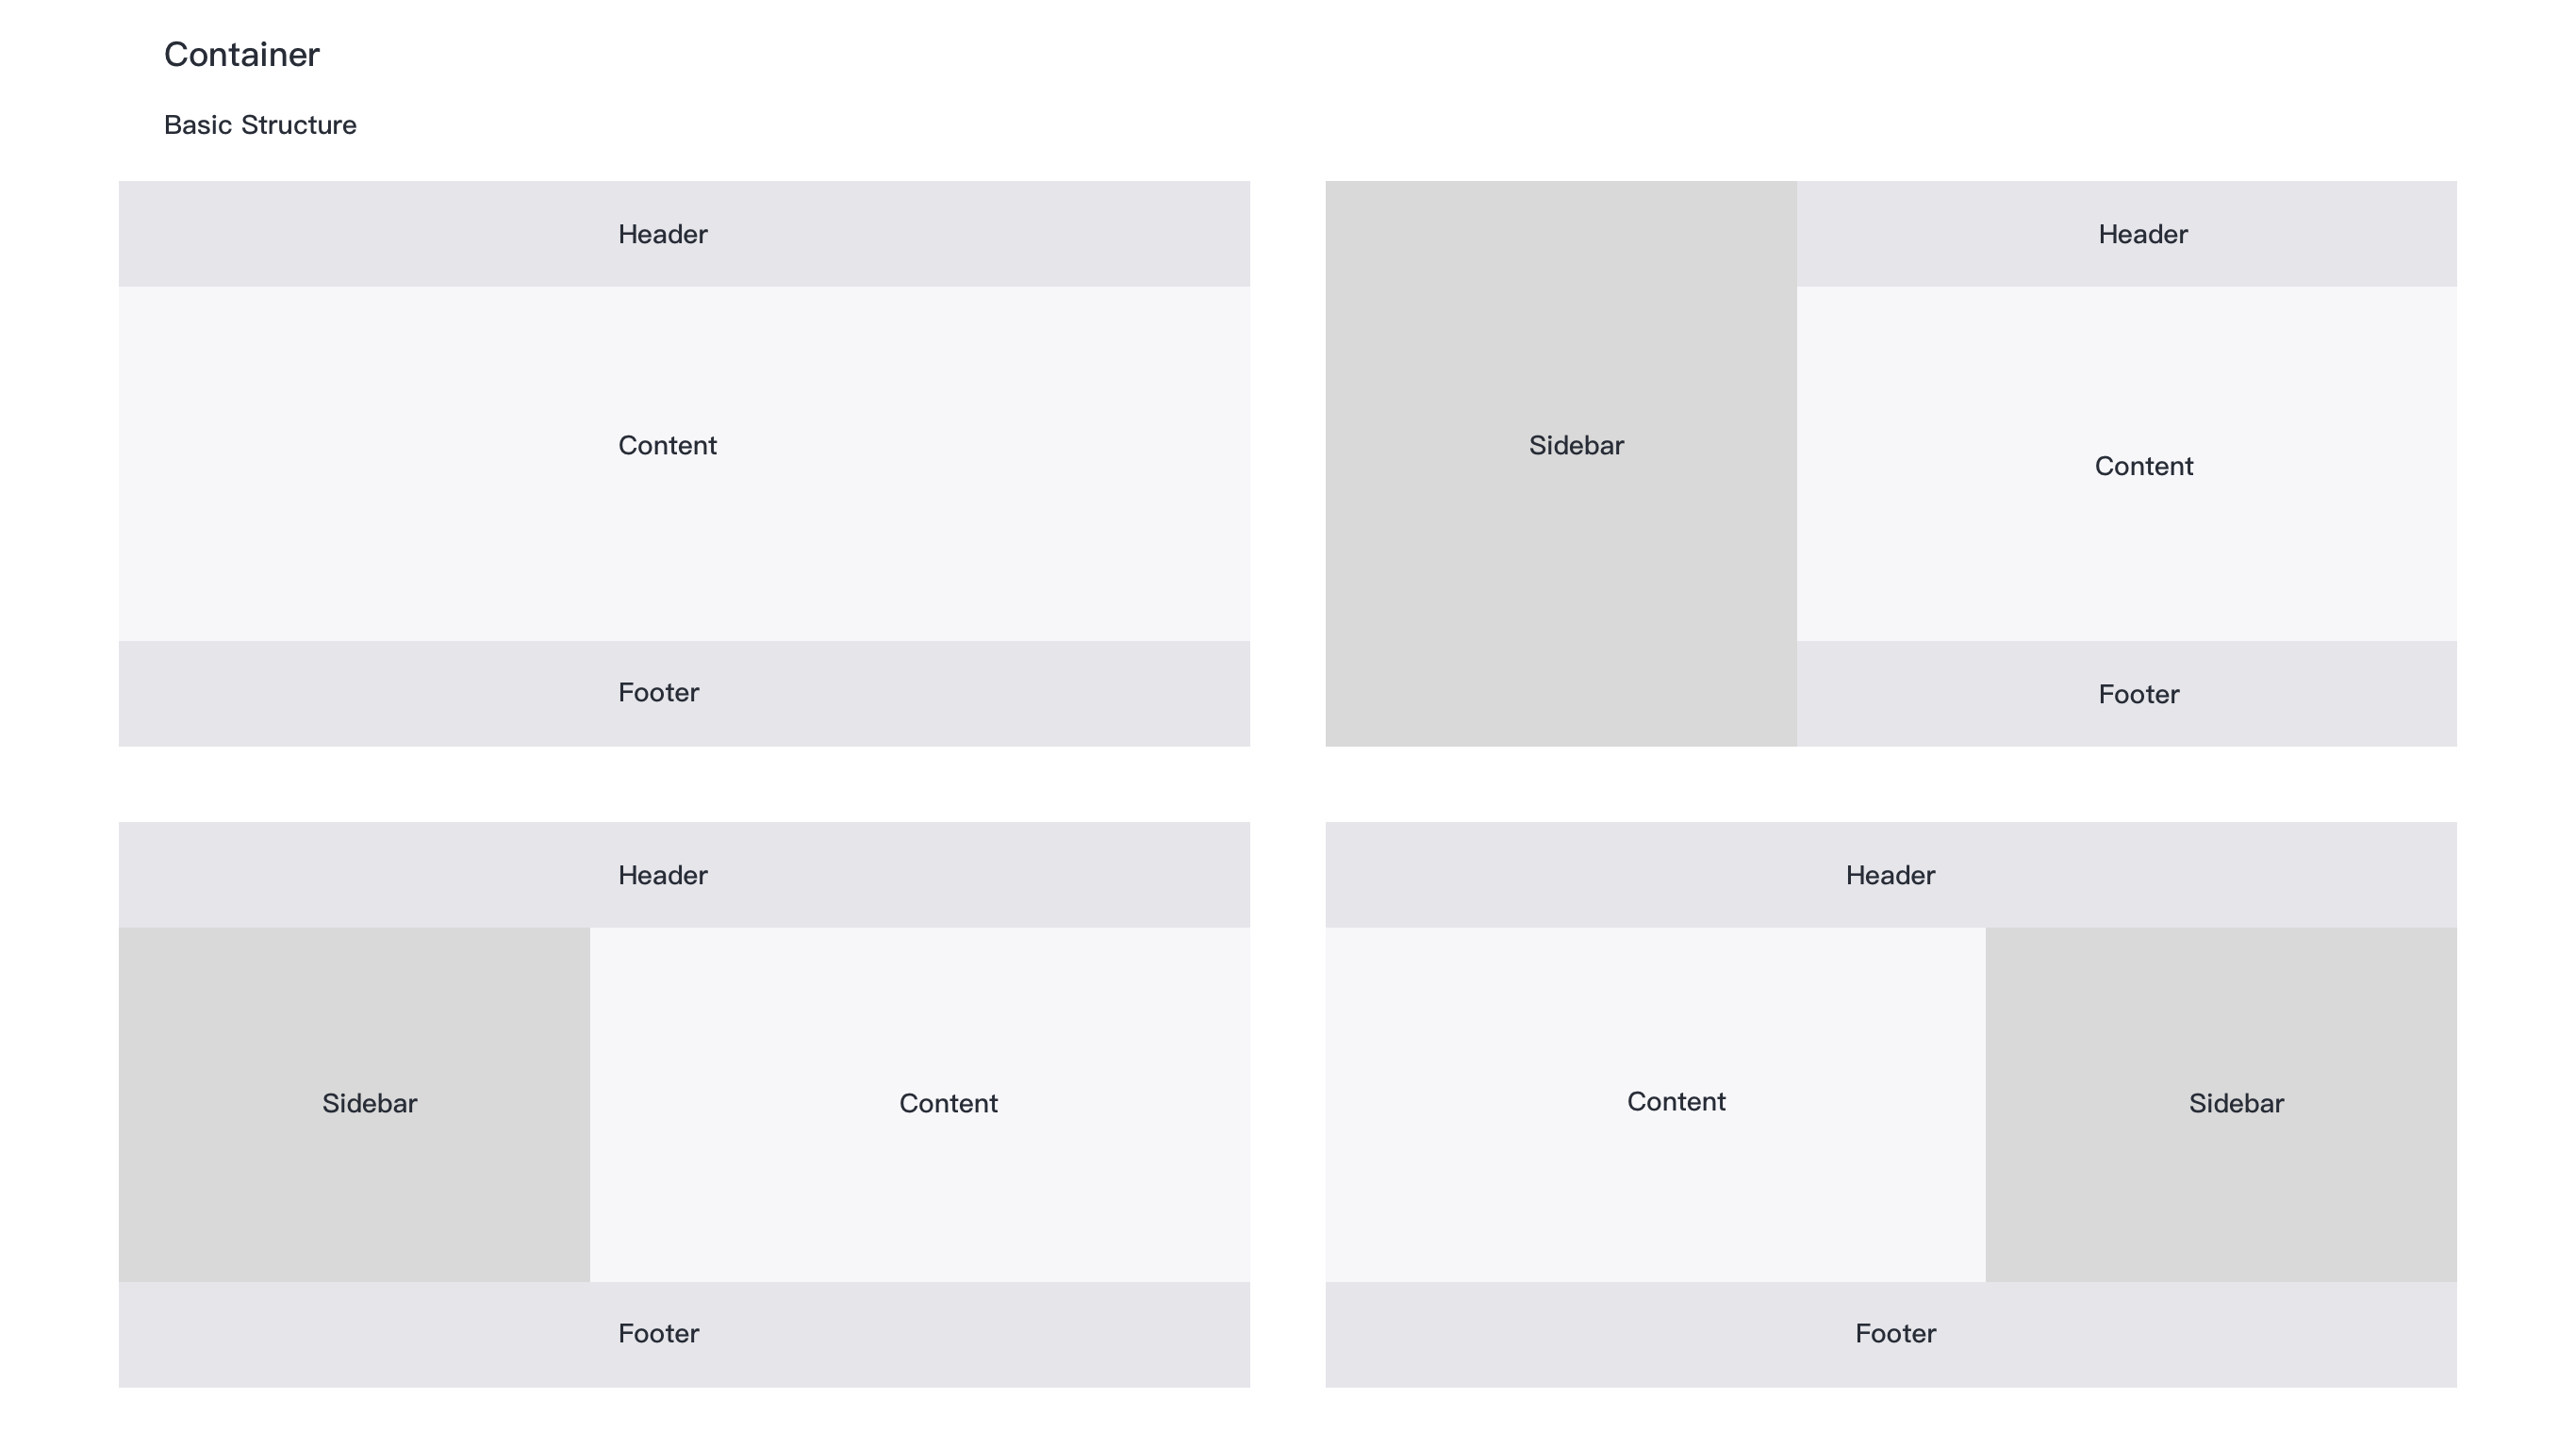 Container
Basic Structure
Header
Content
Footer
Sidebar
Header
Content
Footer
Header
Sidebar
Content
Footer
Header
Content
Sidebar
Footer